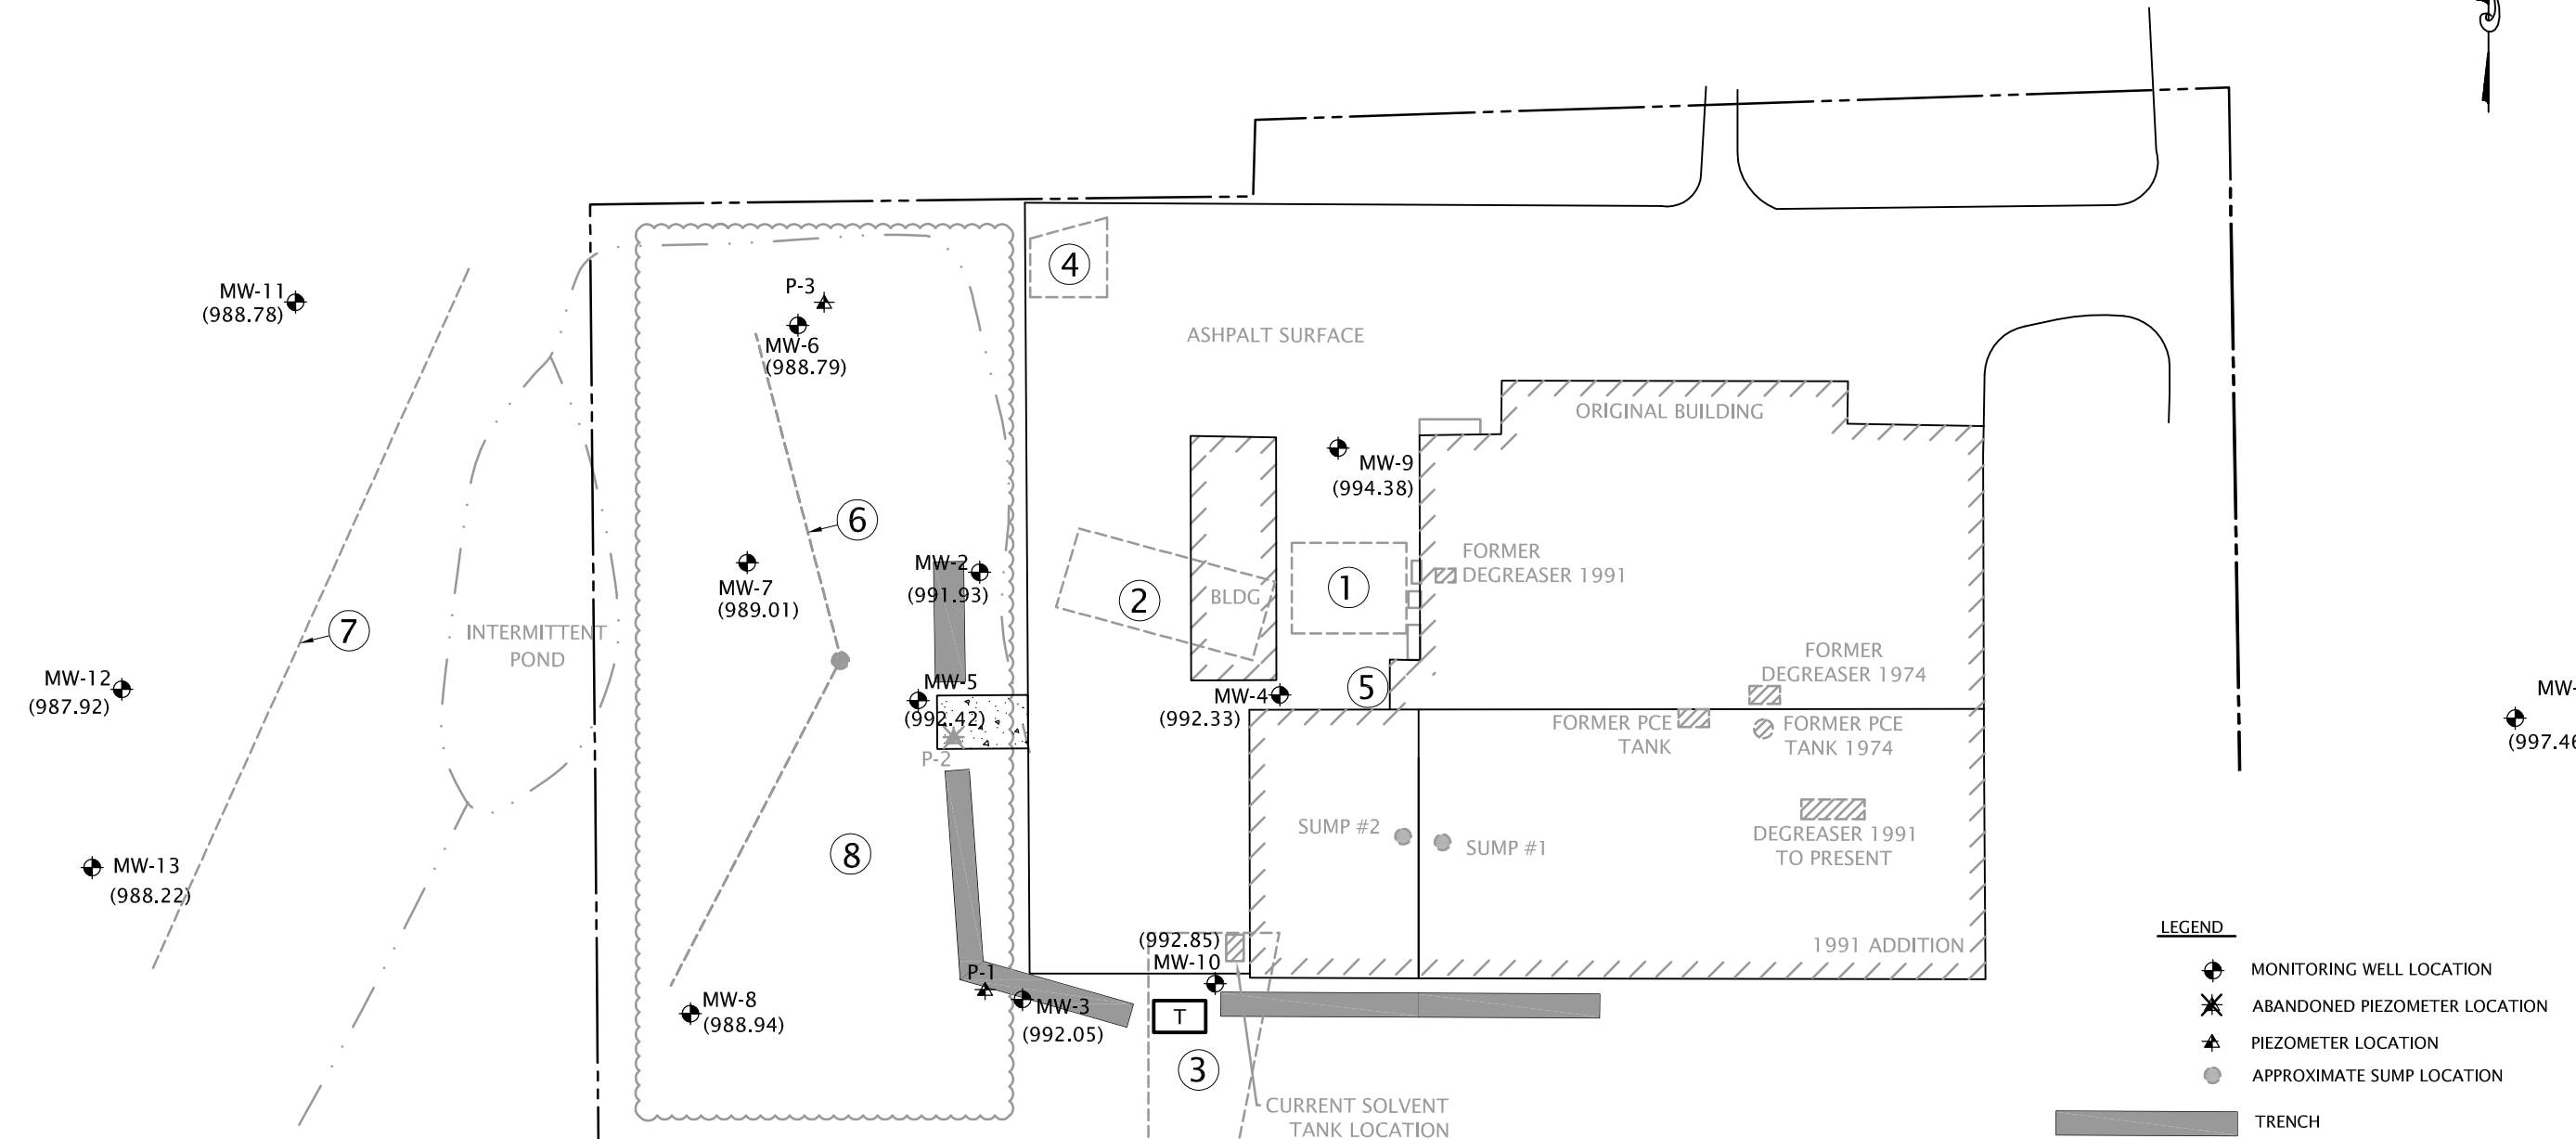 MW-11
(988.78)
P-3
MW-6
(988.79)
4
ASHPALT SURFACE
ORIGINAL BUILDING
MW-9
(994.38)
6
MW-2
(991.93)
MW-7
(989.01)
7
INTERMITTENT
POND
2
BLDG
1
FORMER
DEGREASER 1991
MW-12
(987.92)
MW-5
(992.42)
P-2
MW-4
(992.33)
5
FORMER
DEGREASER 1974
FORMER PCE
TANK
FORMER PCE
TANK 1974
MW-
(997.46
SUMP #2
SUMP #1
DEGREASER 1991
TO PRESENT
8
MW-13
(988.22)
(992.85)
MW-10
1991 ADDITION
P-1
MW-3
(992.05)
MW-8
(988.94)
T
3
CURRENT SOLVENT
TANK LOCATION
LEGEND
MONITORING WELL LOCATION
ABANDONED PIEZOMETER LOCATION
PIEZOMETER LOCATION
APPROXIMATE SUMP LOCATION
TRENCH